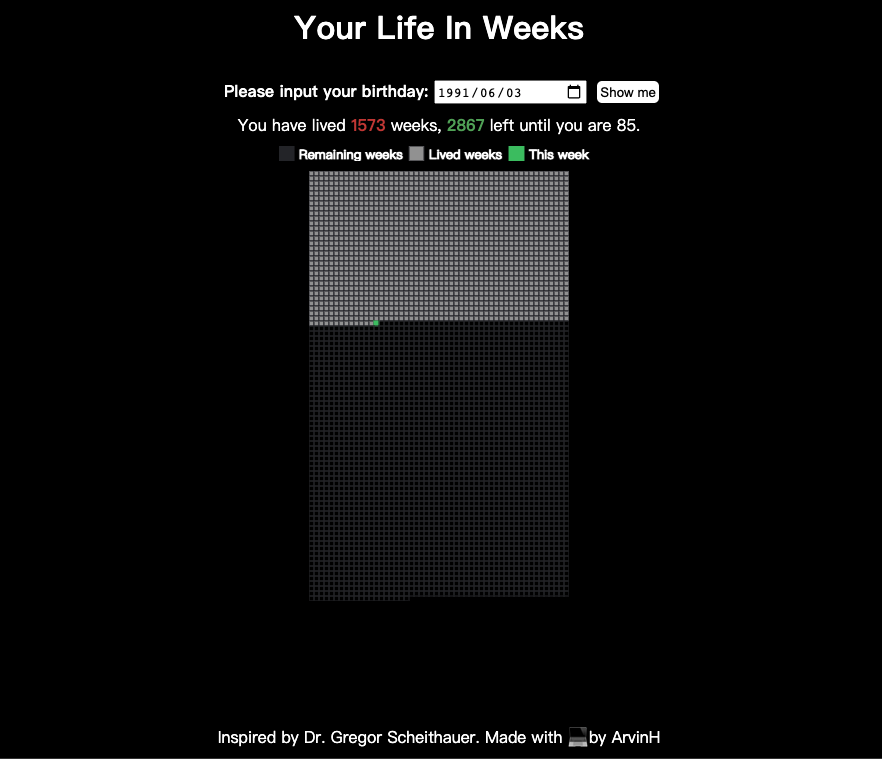 Your Life In Weeks
Please input your birthday: 1991/06/03 Show me
You have lived 1573 weeks, 2867 left until you are 85.
Remaining weeks Lived weeks This week
Inspired by Dr. Gregor Scheithauer. Made with 💻by ArvinH